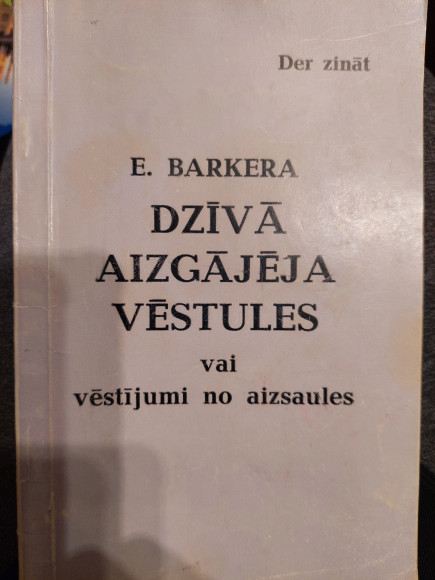 Der zināt
E. BARKERA
DZĪVĀ
AIZGĀJĒJA
VĒSTULES
vai
vēstījumi no aizsaules